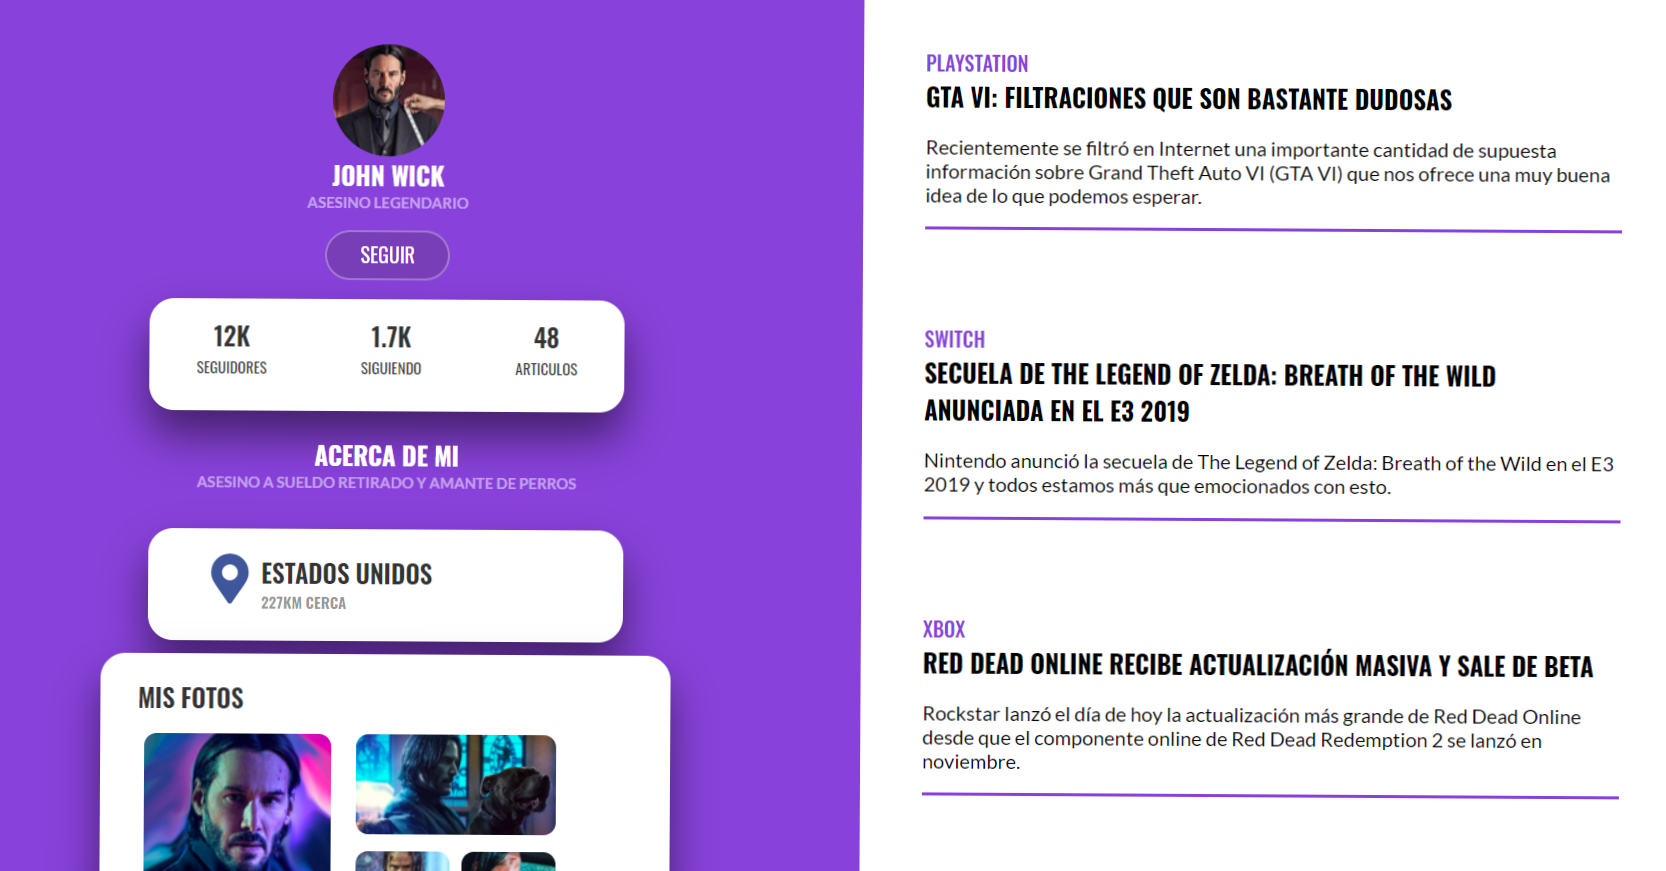 JOHN WICK
ASESINO LEGENDARIO
SEGUIR
12K
SEGUIDORES
1.7K
SIGUIENDO
48
ARTICULOS
ACERCA DE MI
ASESINO A SUELDO RETIRADO Y AMANTE DE PERROS
ESTADOS UNIDOS
227KM CERCA
MIS FOTOS
PLAYSTATION
GTA VI: FILTRACIONES QUE SON BASTANTE DUDOSAS
Recientemente se filtró en Internet una importante cantidad de supuesta
información sobre Grand Theft Auto VI (GTA VI) que nos ofrece una muy buena
idea de lo que podemos esperar.
SWITCH
SECUELA DE THE LEGEND OF ZELDA: BREATH OF THE WILD
ANUNCIADA EN EL E3 2019
Nintendo anunció la secuela de The Legend of Zelda: Breath of the Wild en el E3
2019 y todos estamos más que emocionados con esto.
XBOX
RED DEAD ONLINE RECIBE ACTUALIZACIÓN MASIVA Y SALE DE BETA
Rockstar lanzó el día de hoy la actualización más grande de Red Dead Online
desde que el componente online de Red Dead Redemption 2 se lanzó en
noviembre.